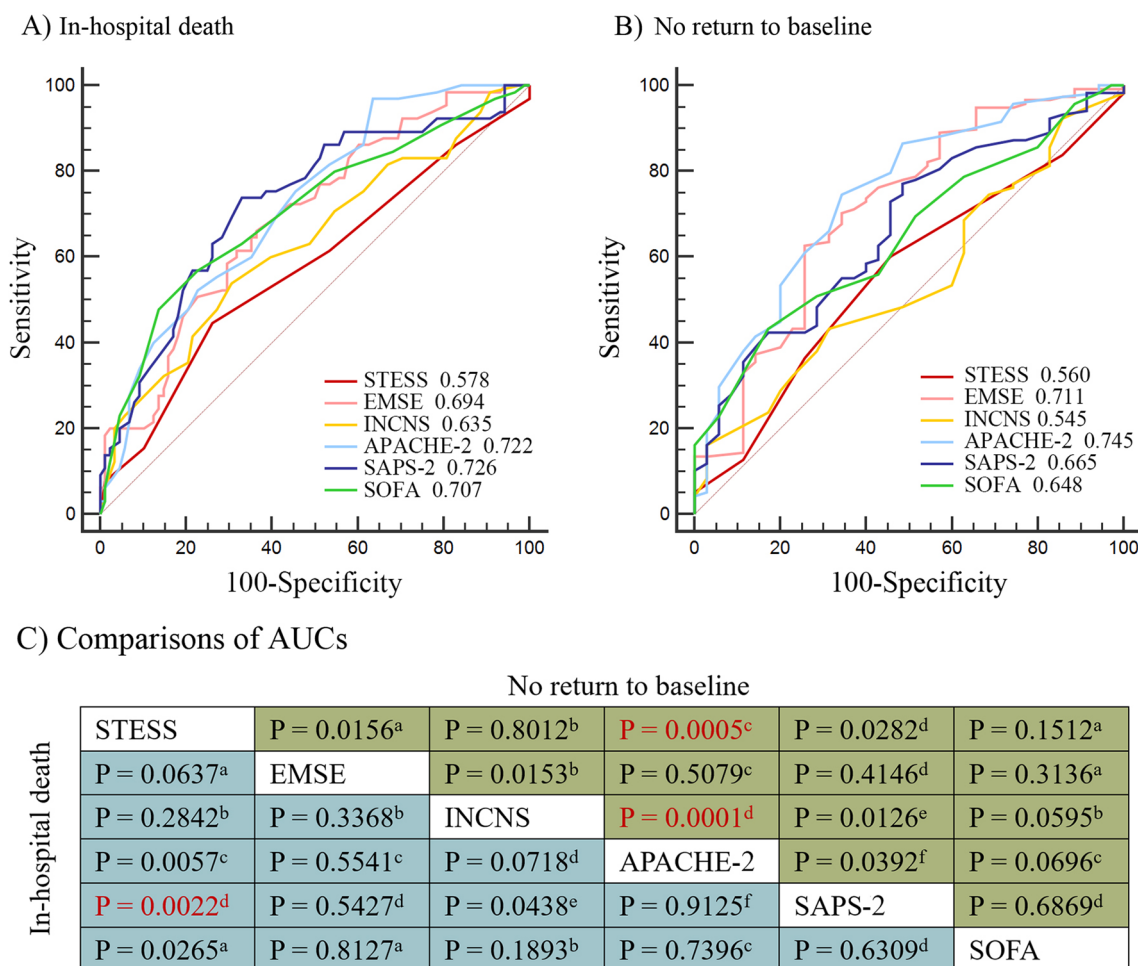 A) In-hospital death
B) No return to baseline
100
80
60
40
20
0
Sensitivity
0 20 40 60 80 100
100-Specificity
STESS 0.578
EMSE 0.694
INCNS 0.635
APACHE-2 0.722
SAPS-2 0.726
SOFA 0.707
100
80
60
40
20
0
Sensitivity
0 20 40 60 80 100
100-Specificity
STESS 0.560
EMSE 0.711
INCNS 0.545
APACHE-2 0.745
SAPS-2 0.665
SOFA 0.648
C) Comparisons of AUCs
No return to baseline
In-hospital death
STESS P = 0.0156ᵃ P = 0.8012ᵇ P = 0.0005ᶜ P = 0.0282ᵈ P = 0.1512ᵃ
P = 0.0637ᵃ EMSE P = 0.0153ᵇ P = 0.5079ᶜ P = 0.4146ᵈ P = 0.3136ᵃ
P = 0.2842ᵇ P = 0.3368ᵇ INCNS P = 0.0001ᵈ P = 0.0126ᵉ P = 0.0595ᵇ
P = 0.0057ᶜ P = 0.5541ᶜ P = 0.0718ᵈ APACHE-2 P = 0.0392ᶠ P = 0.0696ᶜ
P = 0.0022ᵈ P = 0.5427ᵈ P = 0.0438ᵉ P = 0.9125ᶠ SAPS-2 P = 0.6869ᵈ
P = 0.0265ᵃ P = 0.8127ᵃ P = 0.1893ᵇ P = 0.7396ᶜ P = 0.6309ᵈ SOFA